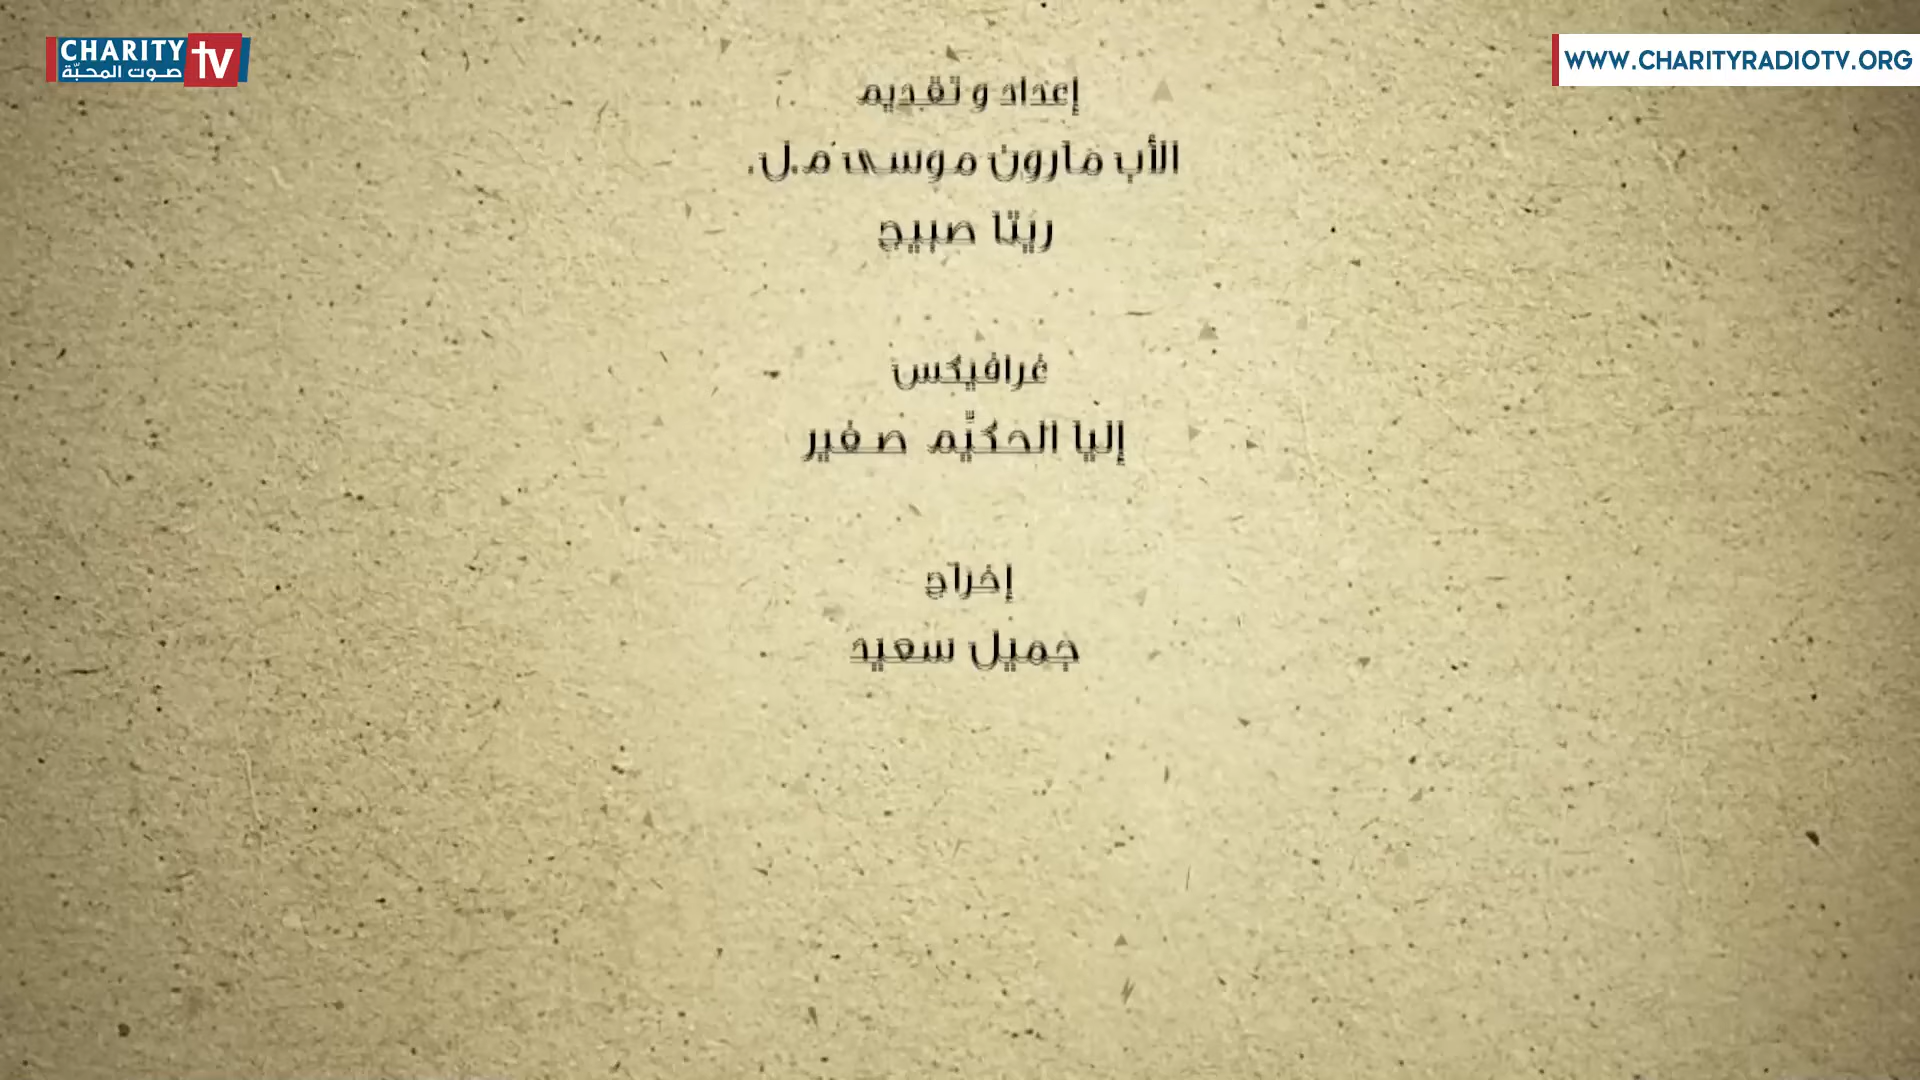 CHARITY tv
صوت المحبّة
WWW.CHARITYRADIOTV.ORG
إعداد و تقديم
الأب مارون موسى م.ل.
ريتا صبيح
غرافيكس
إليا الحكيِّم صغير
إخراج
جميل سعيد